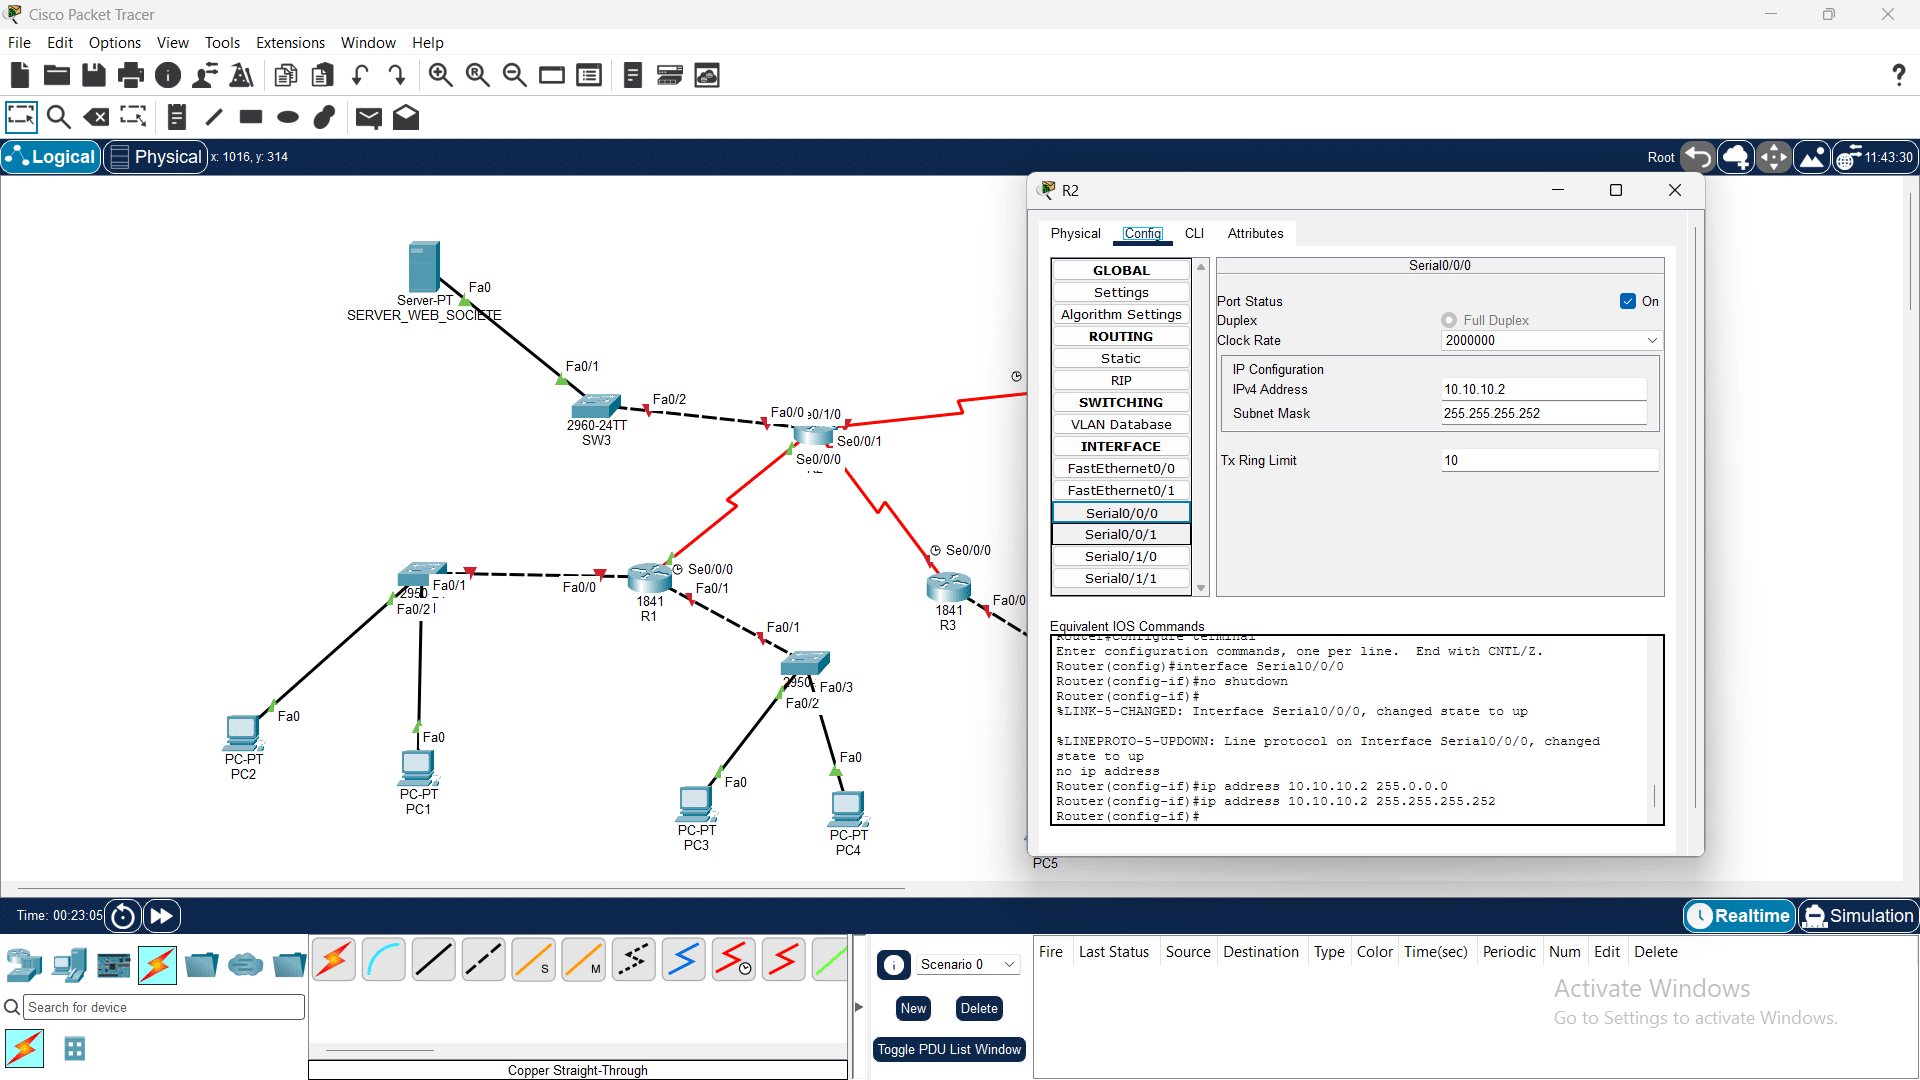 Cisco Packet Tracer
File Edit Options View Tools Extensions Window Help
Logical Physical x: 1016, y: 314
Root 11:43:30
Server-PT
SERVER_WEB_SOCIETE
Fa0
Fa0/1
2960-24TT
SW3
Fa0/2
Fa0/0
Se0/0/1
Se0/0/0
Fa0/1
Fa0/2
Fa0/0
1841
R1
Se0/0/0
Fa0/1
Se0/0/0
1841
R3
Fa0/0
Fa0/1
Fa0/3
Fa0/2
Fa0
PC-PT
PC2
Fa0
PC-PT
PC1
Fa0
PC-PT
PC3
Fa0
PC-PT
PC4
PC5
R2
Physical Config CLI Attributes
GLOBAL
Settings
Algorithm Settings
ROUTING
Static
RIP
SWITCHING
VLAN Database
INTERFACE
FastEthernet0/0
FastEthernet0/1
Serial0/0/0
Serial0/0/1
Serial0/1/0
Serial0/1/1
Serial0/0/0
Port Status On
Duplex Full Duplex
Clock Rate 2000000
IP Configuration
IPv4 Address 10.10.10.2
Subnet Mask 255.255.255.252
Tx Ring Limit 10
Equivalent IOS Commands
Router#configure terminal
Enter configuration commands, one per line.  End with CNTL/Z.
Router(config)#interface Serial0/0/0
Router(config-if)#no shutdown
Router(config-if)#
%LINK-5-CHANGED: Interface Serial0/0/0, changed state to up
%LINEPROTO-5-UPDOWN: Line protocol on Interface Serial0/0/0, changed
state to up
no ip address
Router(config-if)#ip address 10.10.10.2 255.0.0.0
Router(config-if)#ip address 10.10.10.2 255.255.255.252
Router(config-if)#
Time: 00:23:05
Realtime Simulation
Search for device
S
M
Copper Straight-Through
Scenario 0
New Delete
Toggle PDU List Window
Fire Last Status Source Destination Type Color Time(sec) Periodic Num Edit Delete
Activate Windows
Go to Settings to activate Windows.